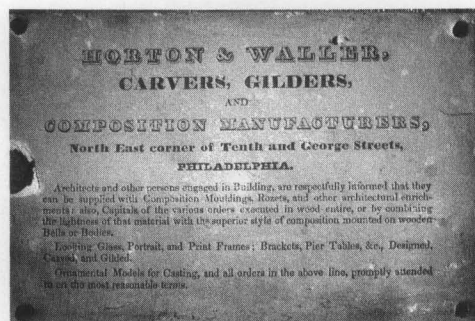 HORTON & WALLER,
CARVERS, GILDERS,
AND
COMPOSITION MANUFACTURERS,
North East corner of Tenth and George Streets,
PHILADELPHIA.
Architects and other persons engaged in Building, are respectfully informed that they
can be supplied with Composition Mouldings, Rozets, and other architectural enrich-
ments: also, Capitals of the various orders executed in wood entire, or by combining
the lightness of that material with the superior style of composition mounted on wooden
Bells or Bodies.
Looking Glass, Portrait, and Print Frames; Brackets, Pier Tables, &c., Designed,
Carved, and Gilded.
Ornamental Models for Casting, and all orders in the above line, promptly attended
to on the most reasonable terms.